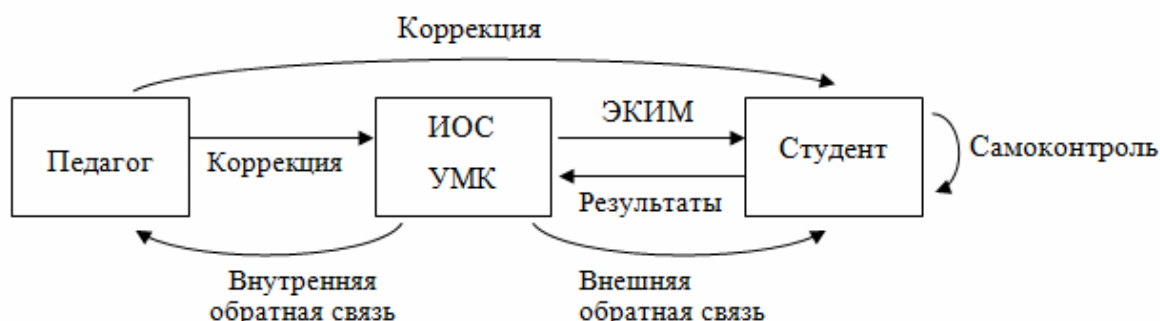 Коррекция
Педагог
Коррекция
ИОС
УМК
ЭКИМ
Результаты
Студент
Самоконтроль
Внутренняя
обратная связь
Внешняя
обратная связь